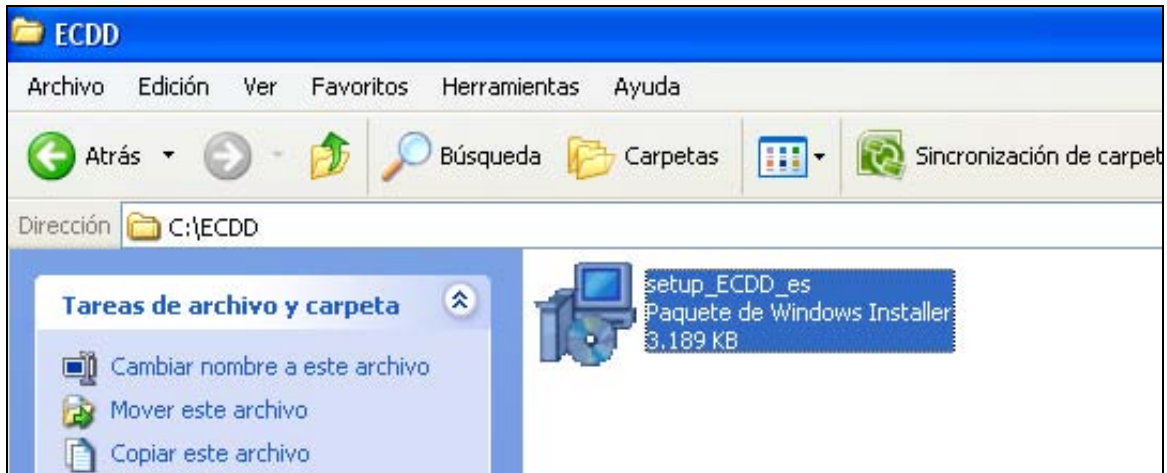 ECDD
Archivo Edición Ver Favoritos Herramientas Ayuda
Atrás Búsqueda Carpetas Sincronización de carpet
Dirección C:\ECDD
Tareas de archivo y carpeta
Cambiar nombre a este archivo
Mover este archivo
Copiar este archivo
setup_ECDD_es
Paquete de Windows Installer
3.189 KB